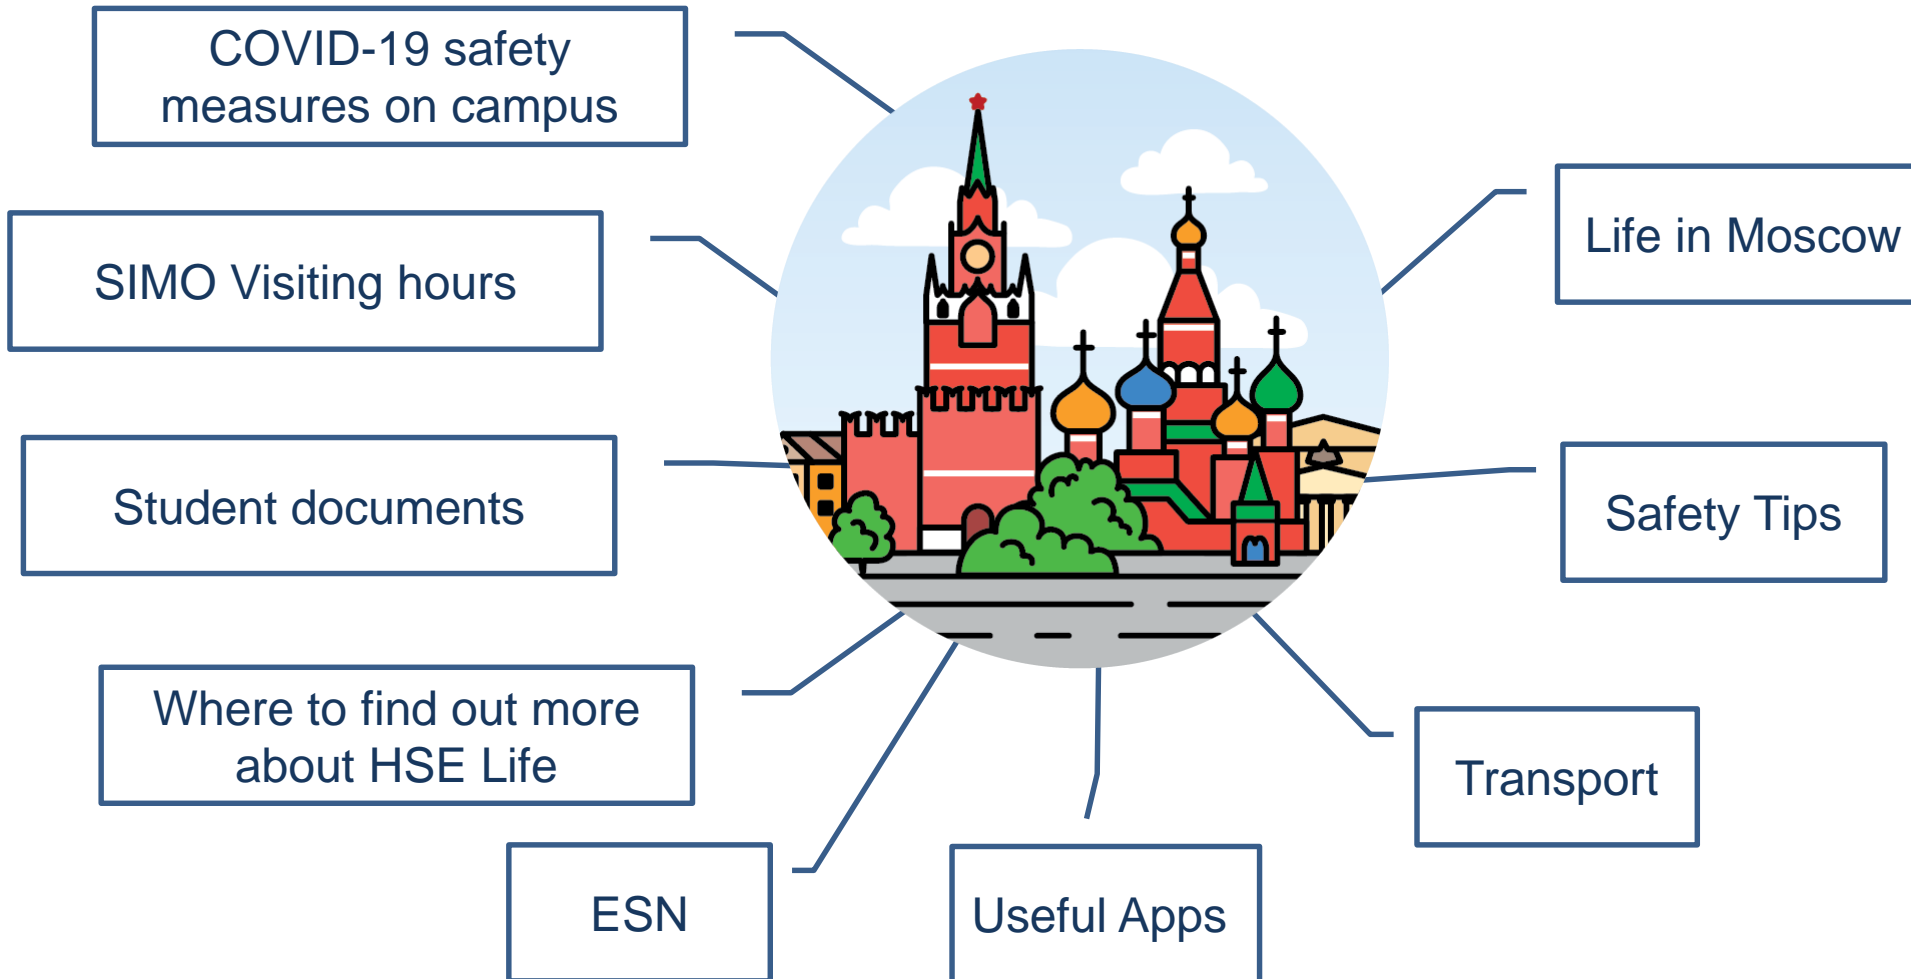 COVID-19 safety
measures on campus
SIMO Visiting hours
Student documents
Where to find out more
about HSE Life
ESN
Useful Apps
Transport
Safety Tips
Life in Moscow